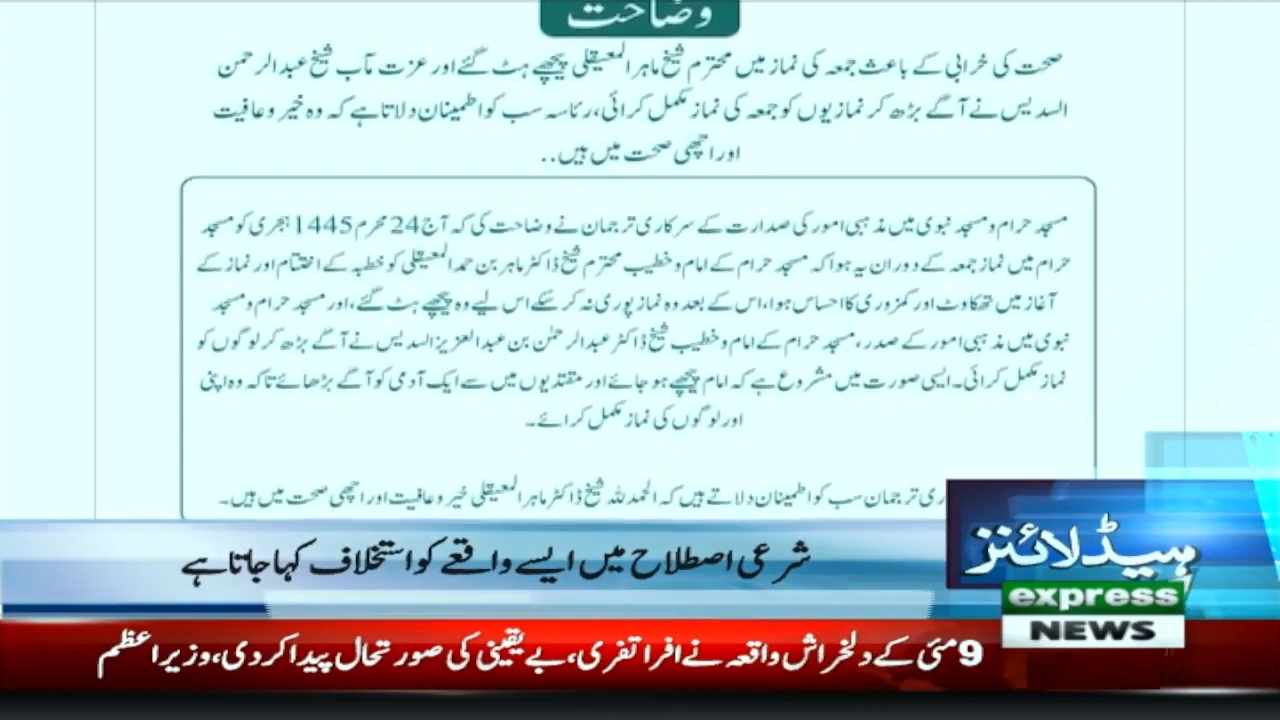 وضاحت
صحت کی خرابی کے باعث جمعہ کی نماز میں محترم شیخ ماہر المعیقلی پیچھے ہٹ گئے اور عزت مآب شیخ عبدالرحمن
السدیس نے آگے بڑھ کر نمازیوں کو جمعہ کی نماز مکمل کرائی، رئاسہ سب کو اطمینان دلاتا ہے کہ وہ خیر و عافیت
اور اچھی صحت میں ہیں..
مسجد حرام و مسجد نبوی میں مذہبی امور کی صدارت کے سرکاری ترجمان نے وضاحت کی کہ آج 24 محرم 1445 ہجری کو مسجد
حرام میں نماز جمعہ کے دوران یہ ہوا کہ مسجد حرام کے امام و خطیب محترم شیخ ڈاکٹر ماہر بن حمد المعیقلی کو خطبہ کے اختتام اور نماز کے
آغاز میں تھکاوٹ اور کمزوری کا احساس ہوا، اس کے بعد وہ نماز پوری نہ کر سکے اس لیے وہ پیچھے ہٹ گئے، اور مسجد حرام و مسجد
نبوی میں مذہبی امور کے صدر، مسجد حرام کے امام و خطیب شیخ ڈاکٹر عبدالرحمٰن بن عبدالعزیز السدیس نے آگے بڑھ کر لوگوں کو
نماز مکمل کرائی۔ ایسی صورت میں مشروع ہے کہ امام پیچھے ہو جائے اور مقتدیوں میں سے ایک آدمی کو آگے بڑھائے تاکہ وہ اپنی
اور لوگوں کی نماز مکمل کرائے۔
ترجمان سب کو اطمینان دلاتے ہیں کہ الحمد للہ شیخ ڈاکٹر ماہر المعیقلی خیر و عافیت اور اچھی صحت میں ہیں۔
شرعی اصطلاح میں ایسے واقعے کو استخلاف کہا جاتا ہے
ہیڈلائنز
express
NEWS
9 مئی کے دلخراش واقعہ نے افراتفری، بے یقینی کی صورتحال پیدا کر دی، وزیراعظم